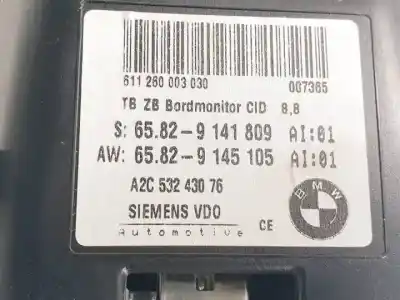 611 260 003 030 007365
TB ZB Bordmonitor CID 8,8
S: 65.82-9 141 809 AI:01
AW: 65.82-9 145 105 AI:01
A2C 532 430 76
SIEMENS VDO
Automotive CE
BMW